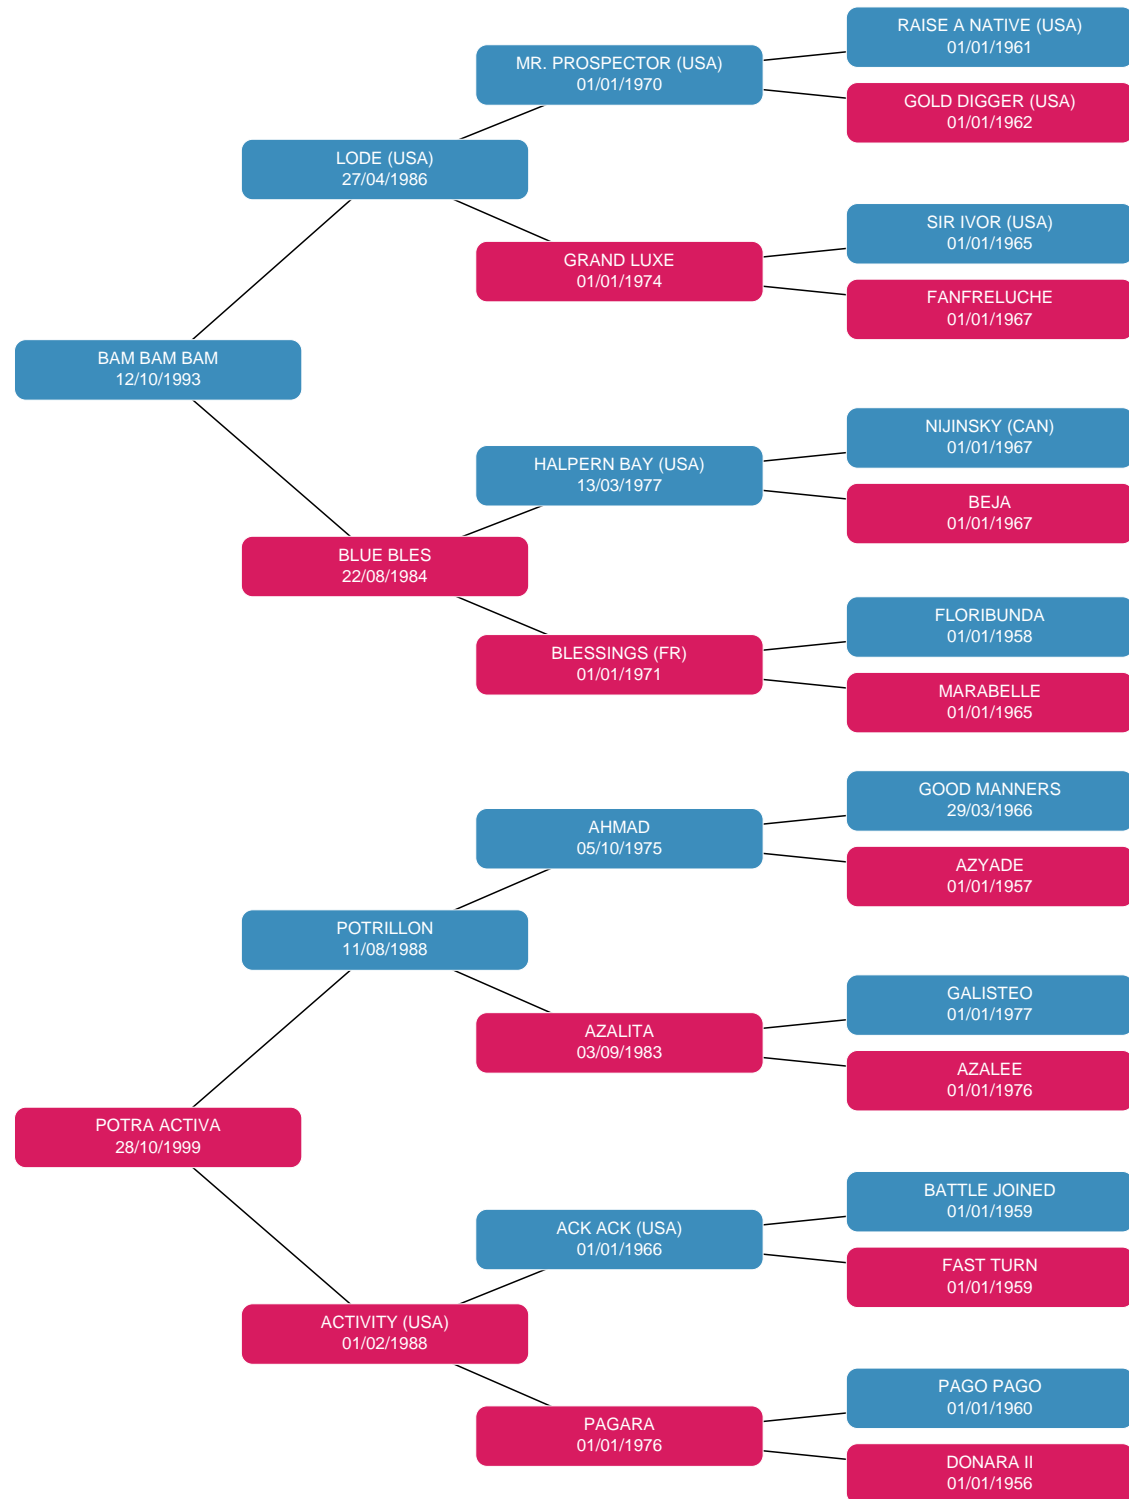 RAISE A NATIVE (USA)
01/01/1961
MR. PROSPECTOR (USA)
01/01/1970
GOLD DIGGER (USA)
01/01/1962
LODE (USA)
27/04/1986
SIR IVOR (USA)
01/01/1965
GRAND LUXE
01/01/1974
FANFRELUCHE
01/01/1967
BAM BAM BAM
12/10/1993
NIJINSKY (CAN)
01/01/1967
HALPERN BAY (USA)
13/03/1977
BEJA
01/01/1967
BLUE BLES
22/08/1984
FLORIBUNDA
01/01/1958
BLESSINGS (FR)
01/01/1971
MARABELLE
01/01/1965
GOOD MANNERS
29/03/1966
AHMAD
05/10/1975
AZYADE
01/01/1957
POTRILLON
11/08/1988
GALISTEO
01/01/1977
AZALITA
03/09/1983
AZALEE
01/01/1976
POTRA ACTIVA
28/10/1999
BATTLE JOINED
01/01/1959
ACK ACK (USA)
01/01/1966
FAST TURN
01/01/1959
ACTIVITY (USA)
01/02/1988
PAGO PAGO
01/01/1960
PAGARA
01/01/1976
DONARA II
01/01/1956